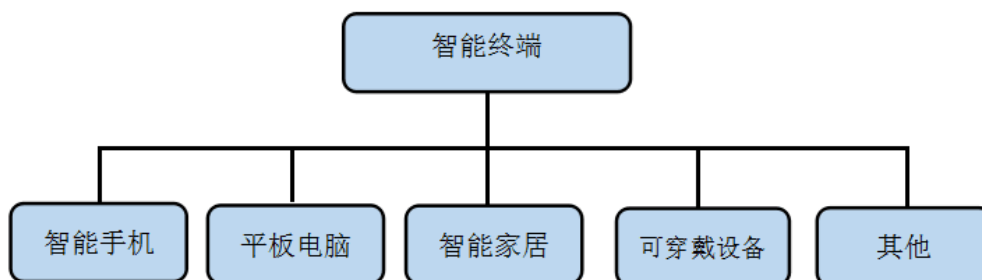 智能终端
智能手机
平板电脑
智能家居
可穿戴设备
其他